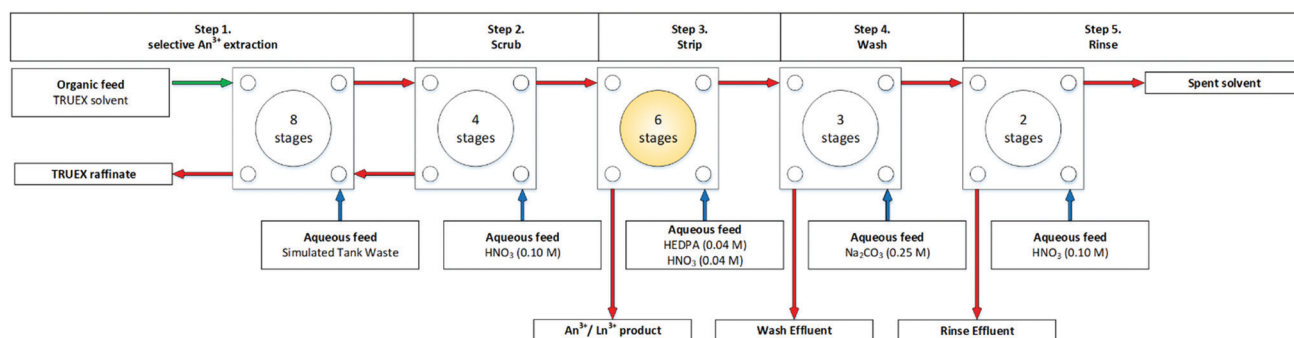 Step 1.
selective An³⁺ extraction
Step 2.
Scrub
Step 3.
Strip
Step 4.
Wash
Step 5.
Rinse
Organic feed
TRUEX solvent
8
stages
4
stages
6
stages
3
stages
2
stages
Spent solvent
TRUEX raffinate
Aqueous feed
Simulated Tank Waste
Aqueous feed
HNO₃ (0.10 M)
Aqueous feed
HEDPA (0.04 M)
HNO₃ (0.04 M)
Aqueous feed
Na₂CO₃ (0.25 M)
Aqueous feed
HNO₃ (0.10 M)
An³⁺/ Ln³⁺ product
Wash Effluent
Rinse Effluent